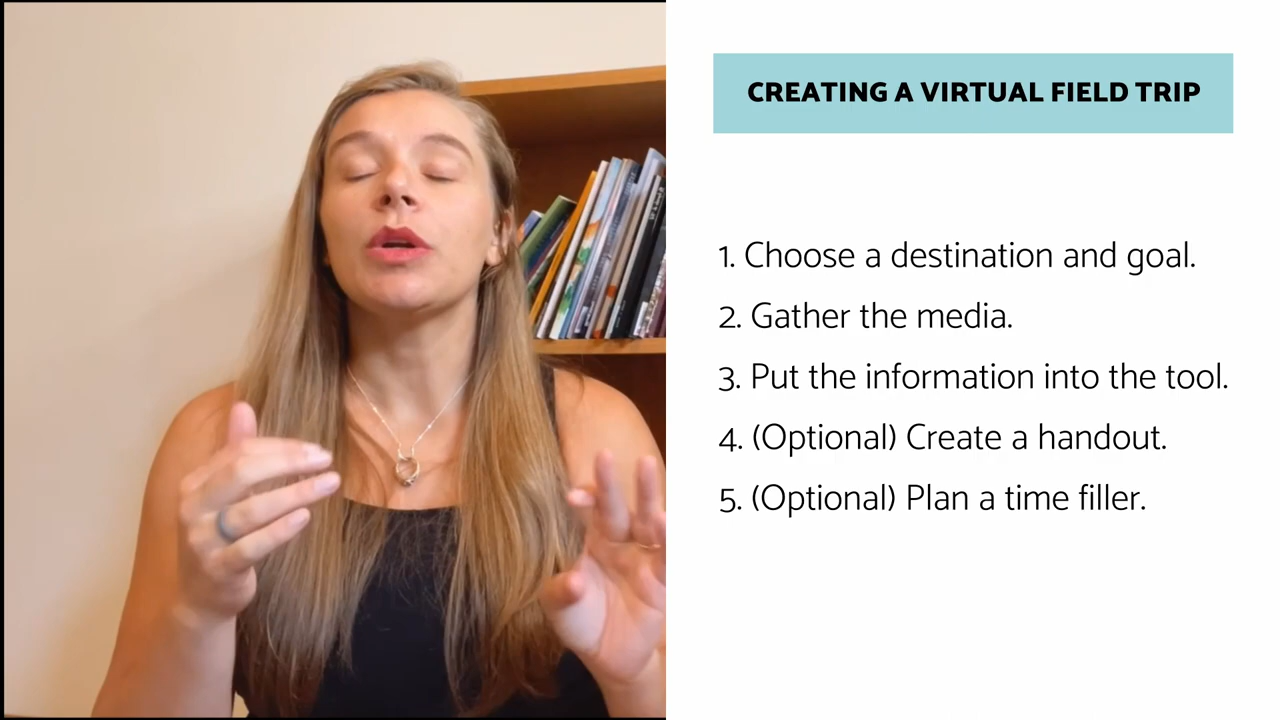 CREATING A VIRTUAL FIELD TRIP
1. Choose a destination and goal.
2. Gather the media.
3. Put the information into the tool.
4. (Optional) Create a handout.
5. (Optional) Plan a time filler.